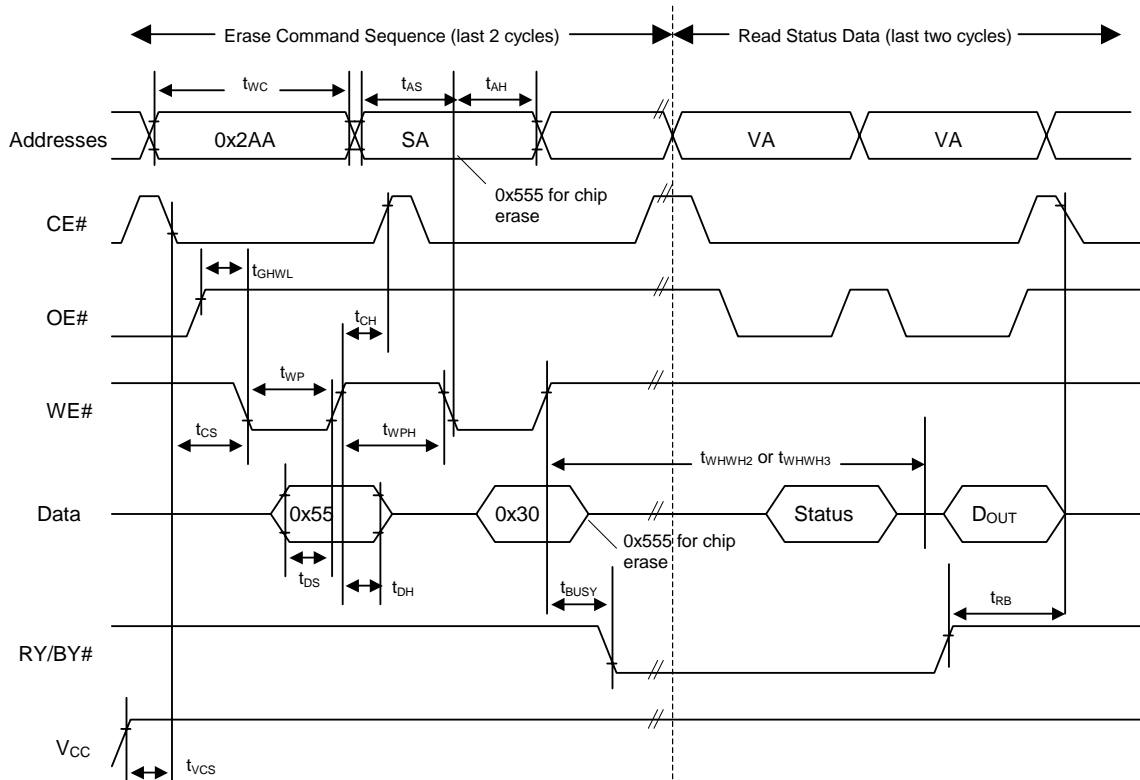 Erase Command Sequence (last 2 cycles)
Read Status Data (last two cycles)
tWC
tAS
tAH
Addresses
0x2AA
SA
VA
VA
0x555 for chip
erase
CE#
tGHWL
OE#
tCH
tWP
WE#
tCS
tWPH
tWHWH2 or tWHWH3
Data
0x55
0x30
Status
DOUT
0x555 for chip
erase
tDS
tDH
tBUSY
tRB
RY/BY#
VCC
tVCS